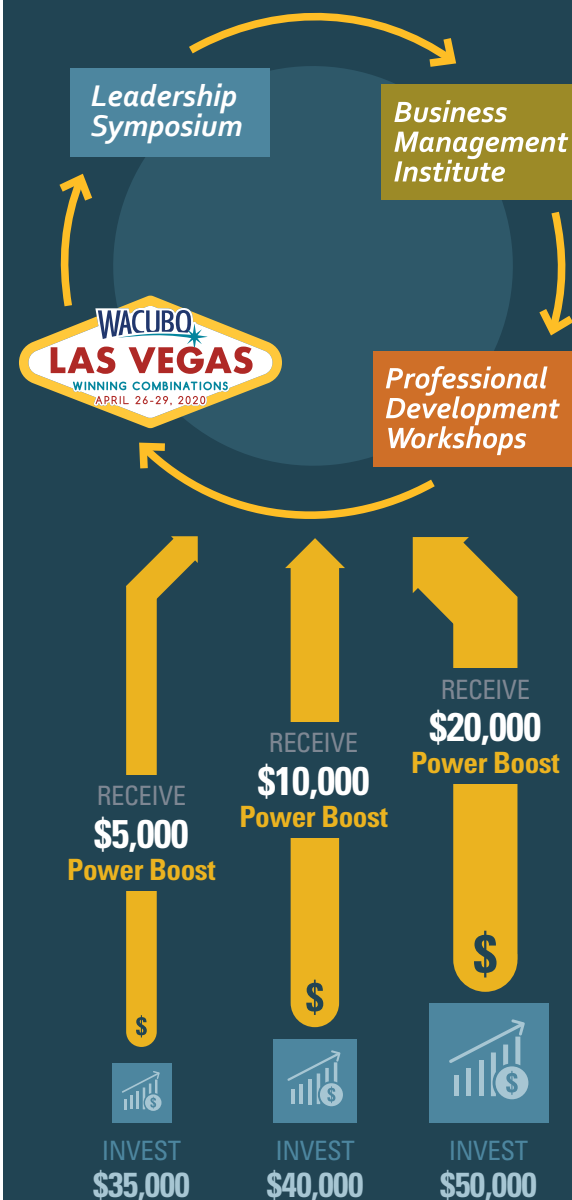 Leadership
Symposium
Business
Management
Institute
WACUBO
LAS VEGAS
WINNING COMBINATIONS
APRIL 26-29, 2020
Professional
Development
Workshops
RECEIVE
$5,000
Power Boost
$
INVEST
$35,000
RECEIVE
$10,000
Power Boost
$
$
INVEST
$40,000
RECEIVE
$20,000
Power Boost
$
$
INVEST
$50,000